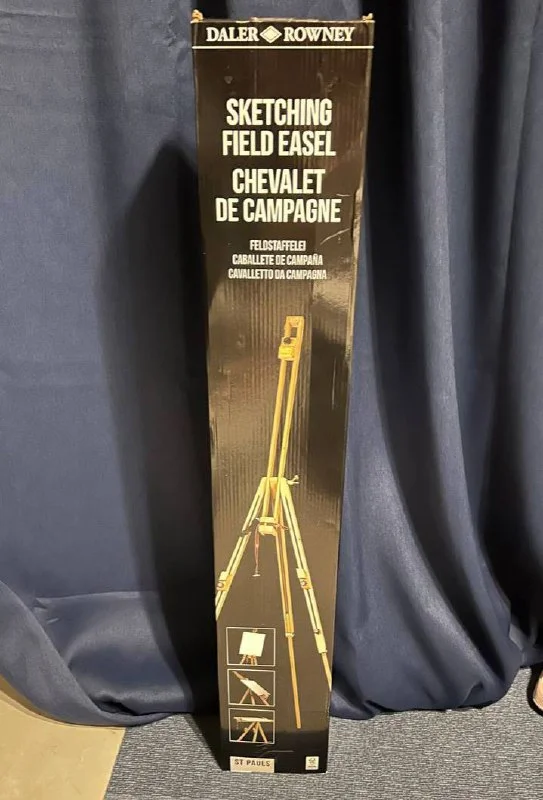 DALER ROWNEY
SKETCHING
FIELD EASEL
CHEVALET
DE CAMPAGNE
FELDSTAFFELEI
CABALLETE DE CAMPAÑA
CAVALLETTO DA CAMPAGNA
ST PAULS